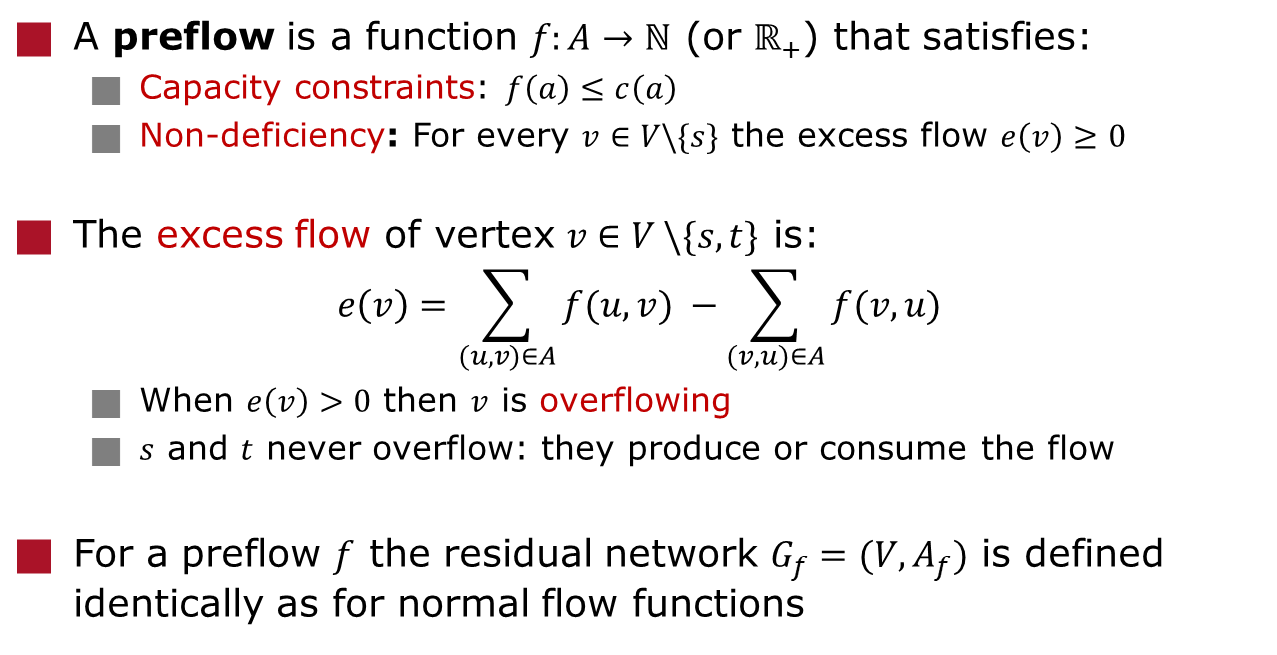 A preflow is a function f: A → ℕ (or ℝ₊) that satisfies:
Capacity constraints: f(a) ≤ c(a)
Non-deficiency: For every v ∈ V\{s} the excess flow e(v) ≥ 0
The excess flow of vertex v ∈ V \{s, t} is:
e(v) = ∑_{(u,v)∈A} f(u, v) − ∑_{(v,u)∈A} f(v, u)
When e(v) > 0 then v is overflowing
s and t never overflow: they produce or consume the flow
For a preflow f the residual network G_f = (V, A_f) is defined
identically as for normal flow functions